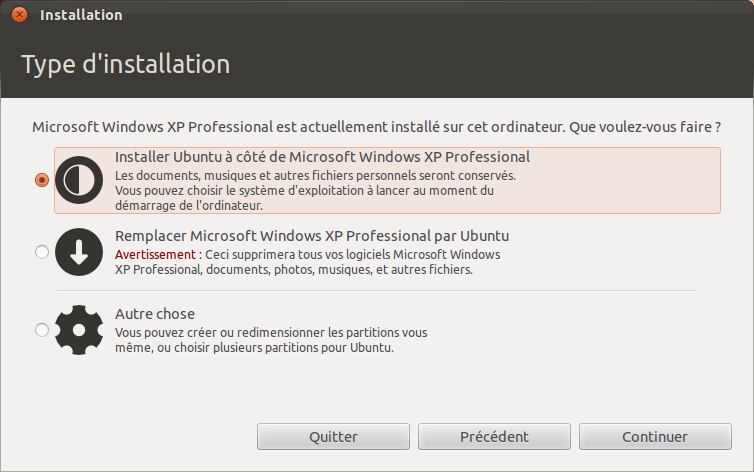 Installation
Type d'installation
Microsoft Windows XP Professional est actuellement installé sur cet ordinateur. Que voulez-vous faire ?
Installer Ubuntu à côté de Microsoft Windows XP Professional
Les documents, musiques et autres fichiers personnels seront conservés.
Vous pouvez choisir le système d'exploitation à lancer au moment du
démarrage de l'ordinateur.
Remplacer Microsoft Windows XP Professional par Ubuntu
Avertissement : Ceci supprimera tous vos logiciels Microsoft Windows
XP Professional, documents, photos, musiques, et autres fichiers.
Autre chose
Vous pouvez créer ou redimensionner les partitions vous
même, ou choisir plusieurs partitions pour Ubuntu.
Quitter
Précédent
Continuer